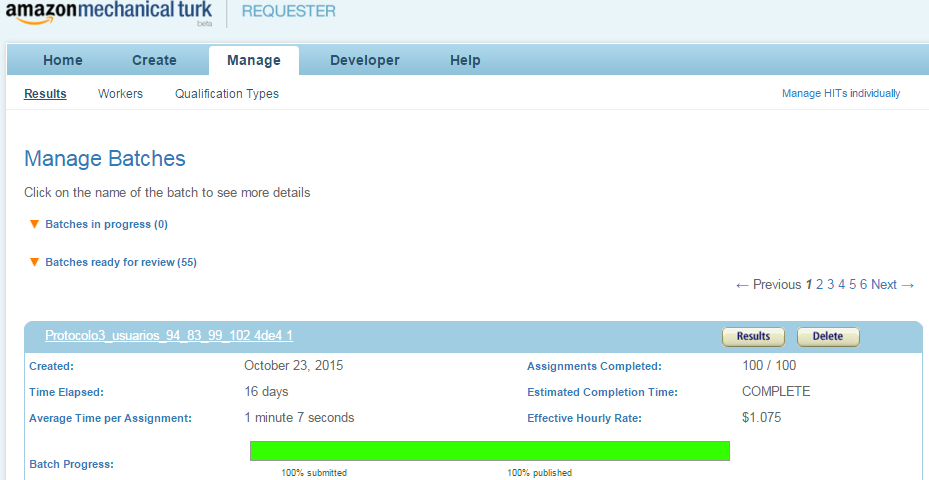 amazonmechanical turk
beta
REQUESTER
Home Create Manage Developer Help
Results Workers Qualification Types Manage HITs individually
Manage Batches
Click on the name of the batch to see more details
▼ Batches in progress (0)
▼ Batches ready for review (55)
← Previous 1 2 3 4 5 6 Next →
Protocolo3_usuarios_94_83_99_102 4de4 1 Results Delete
Created: October 23, 2015 Assignments Completed: 100 / 100
Time Elapsed: 16 days Estimated Completion Time: COMPLETE
Average Time per Assignment: 1 minute 7 seconds Effective Hourly Rate: $1.075
Batch Progress:
100% submitted 100% published